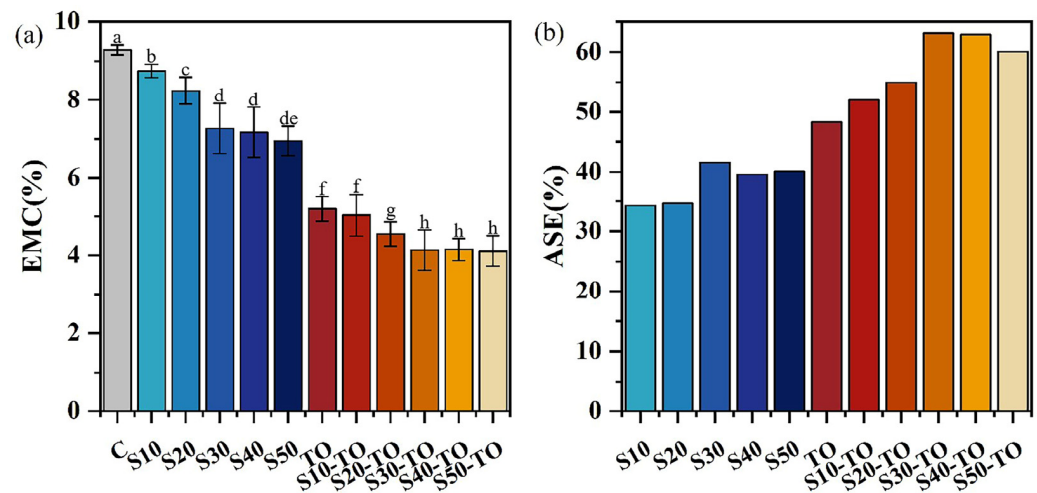 (a)
EMC(%)
10
8
6
4
2
0
a
b
c
d
d
de
f
f
g
h
h
h
C
S10
S20
S30
S40
S50
TO
S10-TO
S20-TO
S30-TO
S40-TO
S50-TO
(b)
ASE(%)
60
50
40
30
20
10
0
S10
S20
S30
S40
S50
TO
S10-TO
S20-TO
S30-TO
S40-TO
S50-TO